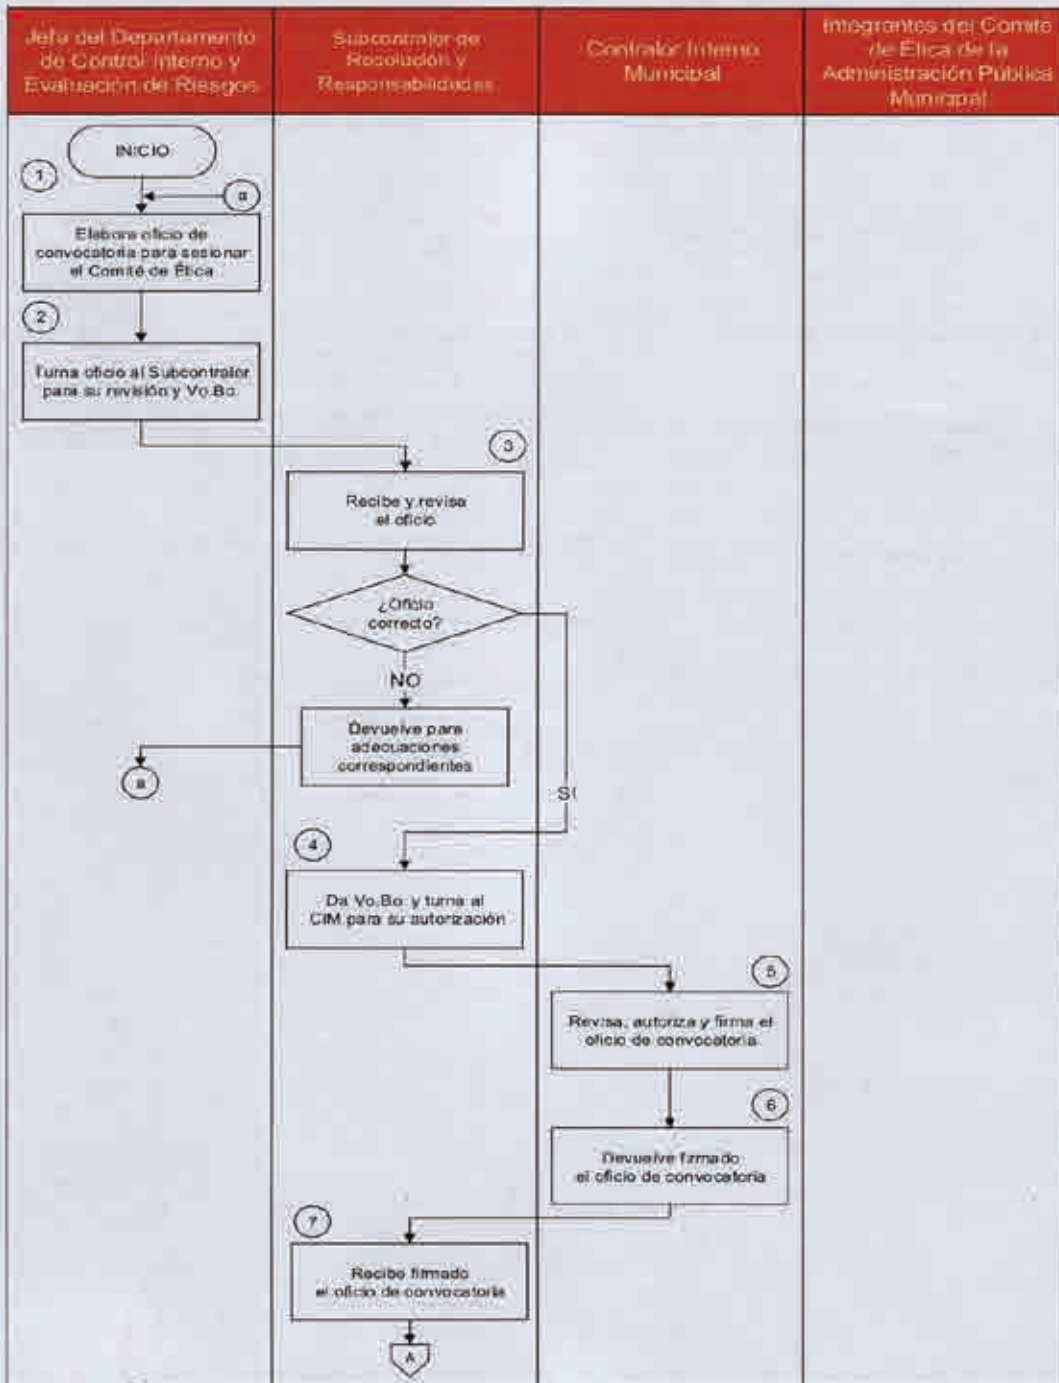 Jefa del Departamento
de Control Interno y
Evaluación de Riesgos
Subcontralor de
Resolución y
Responsabilidades
Contralor Interno
Municipal
Integrantes del Comité
de Ética de la
Administración Pública
Municipal
INICIO
1
a
Elabora oficio de
convocatoria para sesionar
el Comité de Ética
2
Turna oficio al Subcontralor
para su revisión y Vo.Bo.
3
Recibe y revisa
el oficio
¿Oficio
correcto?
NO
Devuelve para
adecuaciones
correspondientes
a
SI
4
Da Vo.Bo. y turna al
CIM para su autorización
5
Revisa, autoriza y firma el
oficio de convocatoria
6
Devuelve firmado
el oficio de convocatoria
7
Recibe firmado
el oficio de convocatoria
A